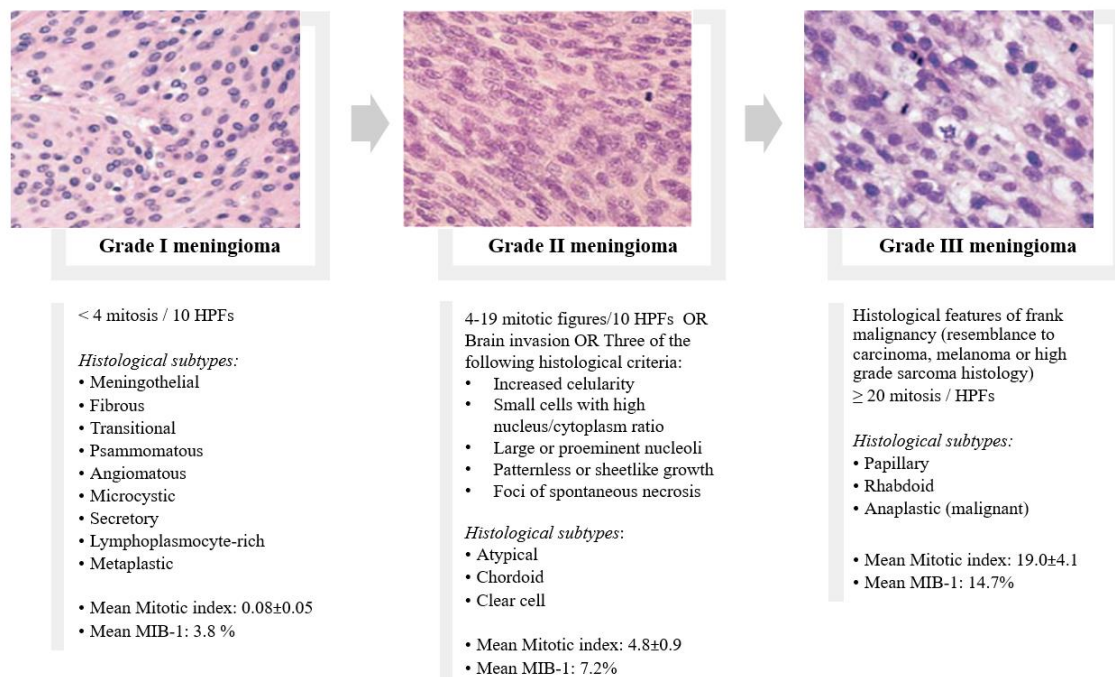 Grade I meningioma
< 4 mitosis / 10 HPFs
Histological subtypes:
• Meningothelial
• Fibrous
• Transitional
• Psammomatous
• Angiomatous
• Microcystic
• Secretory
• Lymphoplasmocyte-rich
• Metaplastic
• Mean Mitotic index: 0.08±0.05
• Mean MIB-1: 3.8 %
Grade II meningioma
4-19 mitotic figures/10 HPFs OR
Brain invasion OR Three of the
following histological criteria:
• Increased celularity
• Small cells with high
nucleus/cytoplasm ratio
• Large or proeminent nucleoli
• Patternless or sheetlike growth
• Foci of spontaneous necrosis
Histological subtypes:
• Atypical
• Chordoid
• Clear cell
• Mean Mitotic index: 4.8±0.9
• Mean MIB-1: 7.2%
Grade III meningioma
Histological features of frank
malignancy (resemblance to
carcinoma, melanoma or high
grade sarcoma histology)
≥ 20 mitosis / HPFs
Histological subtypes:
• Papillary
• Rhabdoid
• Anaplastic (malignant)
• Mean Mitotic index: 19.0±4.1
• Mean MIB-1: 14.7%